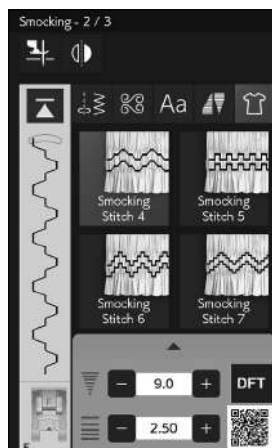 Smocking - 2 / 3
Aa
Smocking
Stitch 4
Smocking
Stitch 5
Smocking
Stitch 6
Smocking
Stitch 7
9.0
DFT
2.50
F